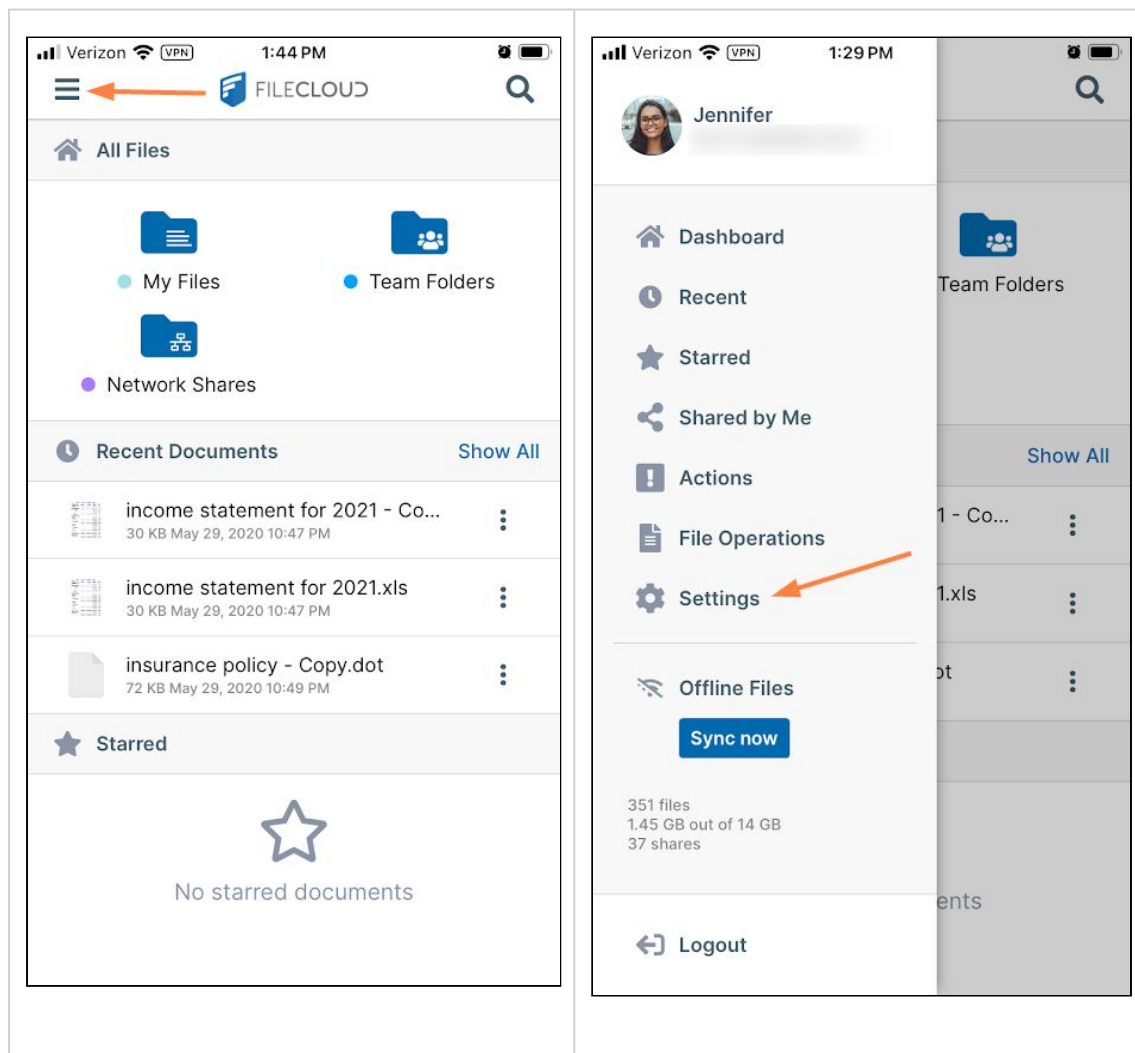 Verizon VPN 1:44 PM
FILECLOUD
All Files
My Files
Team Folders
Network Shares
Recent Documents Show All
income statement for 2021 - Co...
30 KB May 29, 2020 10:47 PM
income statement for 2021.xls
30 KB May 29, 2020 10:47 PM
insurance policy - Copy.dot
72 KB May 29, 2020 10:49 PM
Starred
No starred documents
Verizon VPN 1:29 PM
Jennifer
Dashboard
Recent
Starred
Shared by Me
Actions
File Operations
Settings
Offline Files
Sync now
351 files
1.45 GB out of 14 GB
37 shares
Logout
Team Folders
Show All
1 - Co...
1.xls
ot
ents